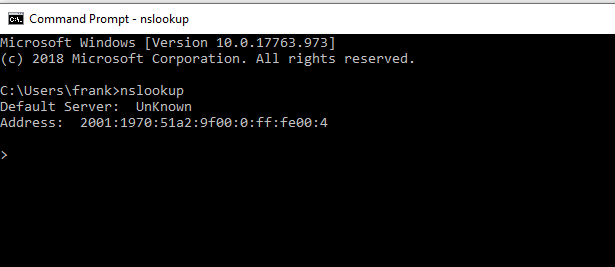 Command Prompt - nslookup
Microsoft Windows [Version 10.0.17763.973]
(c) 2018 Microsoft Corporation. All rights reserved.
C:\Users\frank>nslookup
Default Server:  UnKnown
Address:  2001:1970:51a2:9f00:0:ff:fe00:4
>